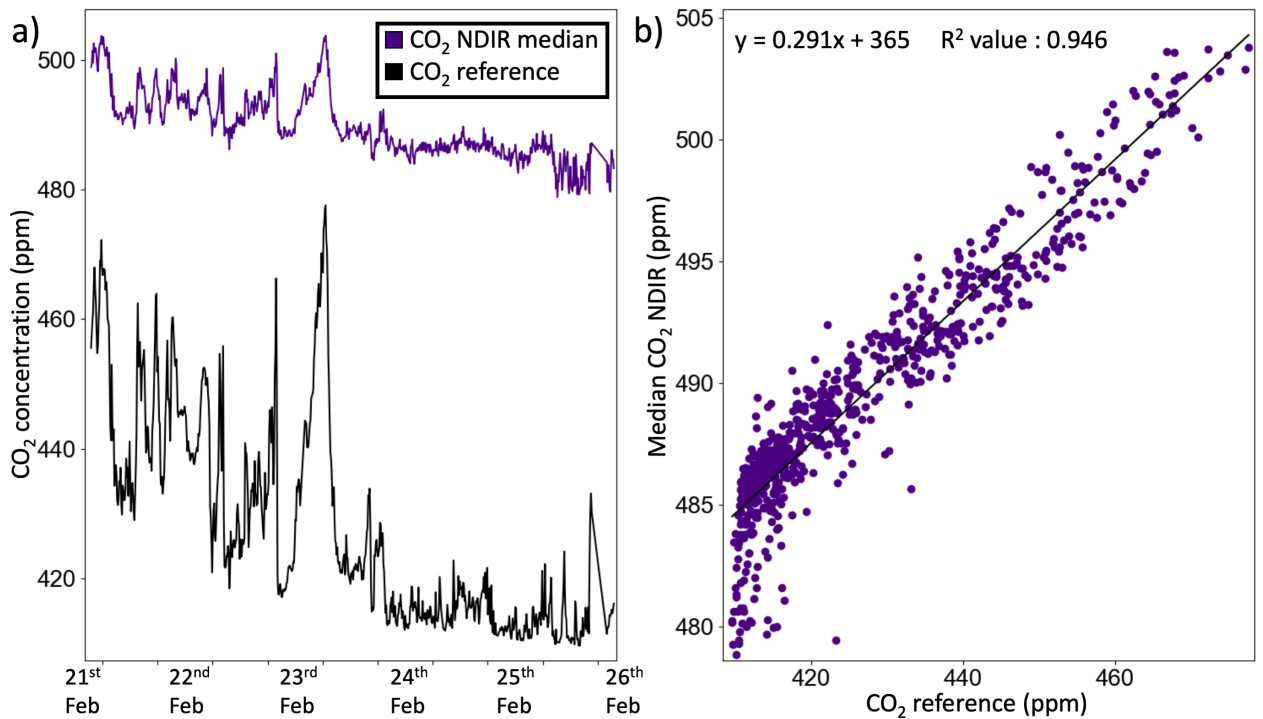 a)
CO₂ NDIR median
CO₂ reference
500
480
460
440
420
CO₂ concentration (ppm)
21ˢᵗ Feb
22ⁿᵈ Feb
23ʳᵈ Feb
24ᵗʰ Feb
25ᵗʰ Feb
26ᵗʰ Feb
b)
y = 0.291x + 365 R² value : 0.946
505
500
495
490
485
480
Median CO₂ NDIR (ppm)
420 440 460
CO₂ reference (ppm)